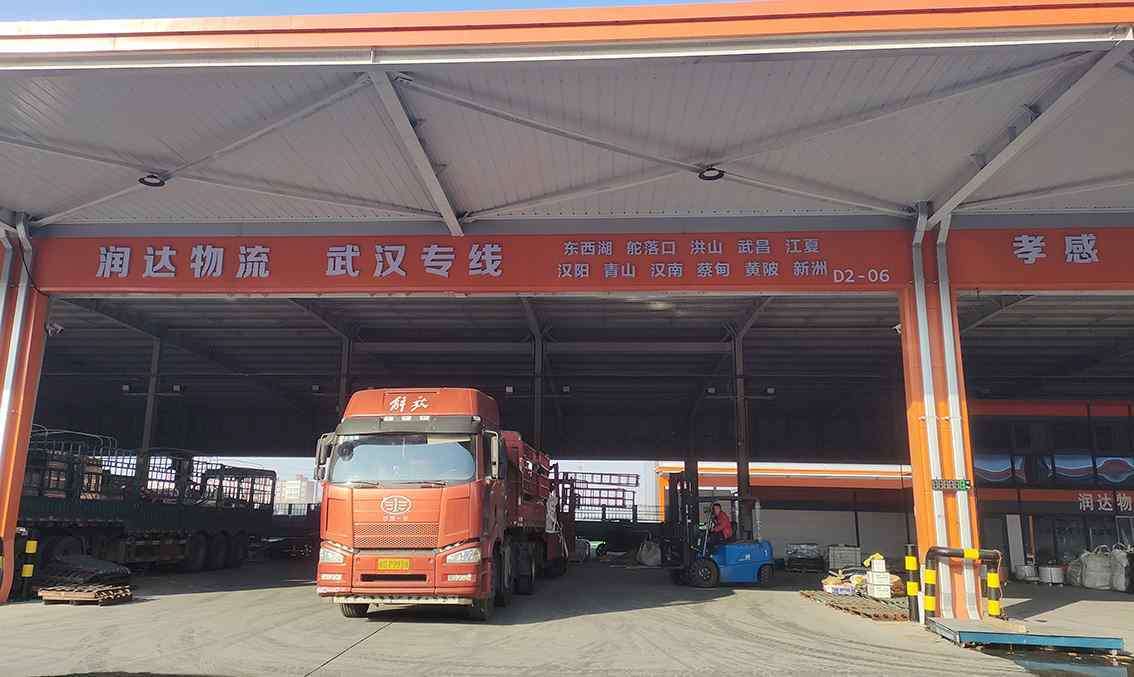 润达物流 武汉专线
东西湖 舵落口 洪山 武昌 江夏
汉阳 青山 汉南 蔡甸 黄陂 新洲
D2-06
孝感
解放
润达物